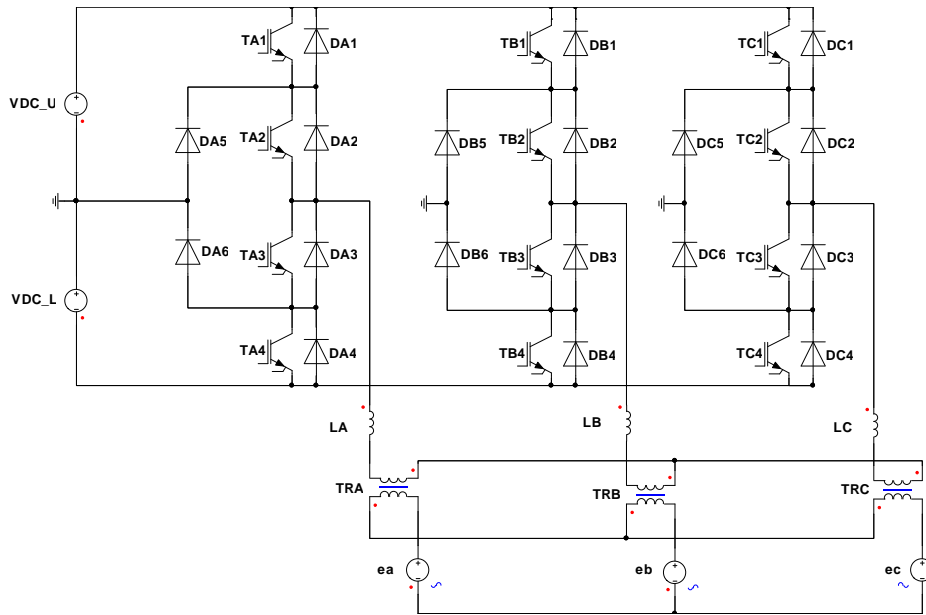 TA1
DA1
TB1
DB1
TC1
DC1
VDC_U
DA5
TA2
DA2
DB5
TB2
DB2
DC5
TC2
DC2
DA6
TA3
DA3
DB6
TB3
DB3
DC6
TC3
DC3
VDC_L
TA4
DA4
TB4
DB4
TC4
DC4
LA
LB
LC
TRA
TRB
TRC
ea
eb
ec